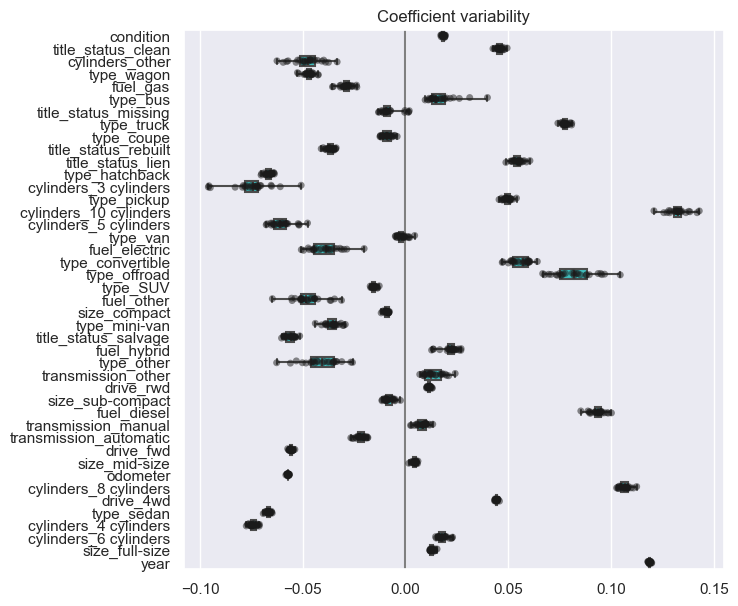 Coefficient variability
condition
title_status_clean
cylinders_other
type_wagon
fuel_gas
type_bus
title_status_missing
type_truck
type_coupe
title_status_rebuilt
title_status_lien
type_hatchback
cylinders_3 cylinders
type_pickup
cylinders_10 cylinders
cylinders_5 cylinders
type_van
fuel_electric
type_convertible
type_offroad
type_SUV
fuel_other
size_compact
type_mini-van
title_status_salvage
fuel_hybrid
type_other
transmission_other
drive_rwd
size_sub-compact
fuel_diesel
transmission_manual
transmission_automatic
drive_fwd
size_mid-size
odometer
cylinders_8 cylinders
drive_4wd
type_sedan
cylinders_4 cylinders
cylinders_6 cylinders
size_full-size
year
−0.10 −0.05 0.00 0.05 0.10 0.15